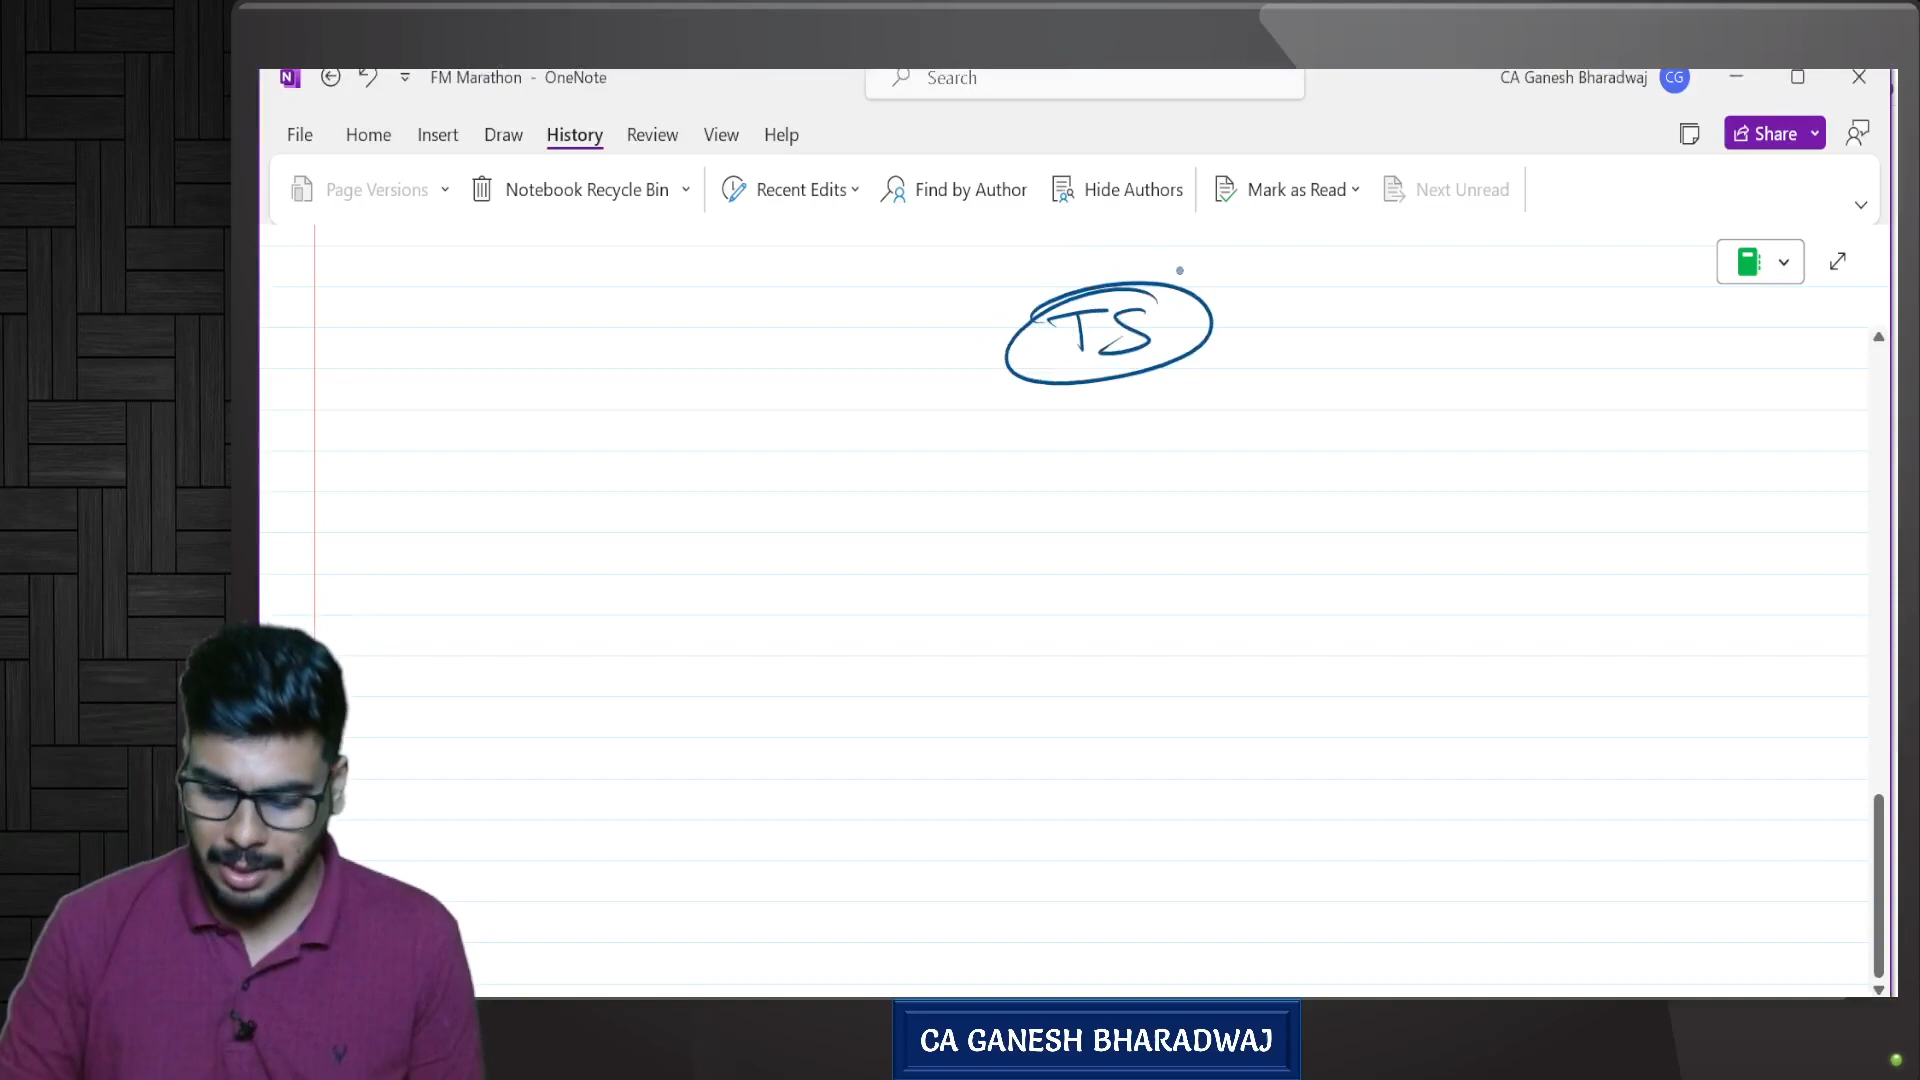 FM Marathon - OneNote
Search
CA Ganesh Bharadwaj
CG
File Home Insert Draw History Review View Help
Share
Page Versions Notebook Recycle Bin Recent Edits Find by Author Hide Authors Mark as Read Next Unread
TS
CA GANESH BHARADWAJ